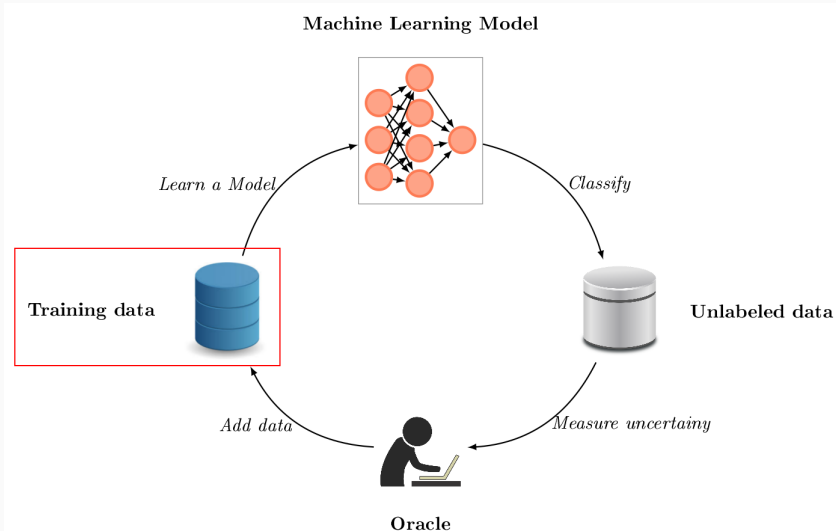 Machine Learning Model
Learn a Model
Classify
Training data
Unlabeled data
Add data
Measure uncertainy
Oracle